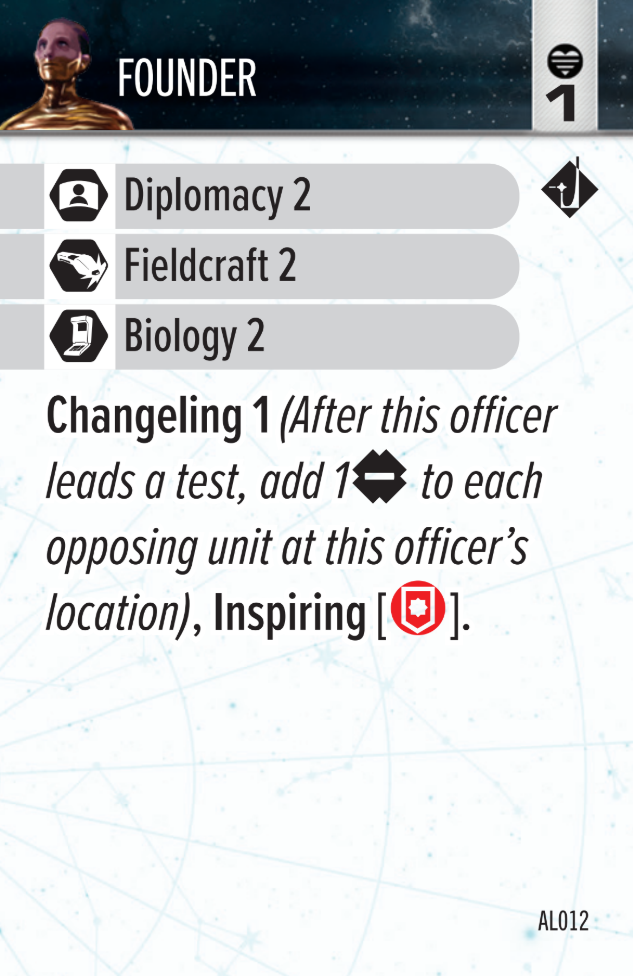 FOUNDER
1
Diplomacy 2
Fieldcraft 2
Biology 2
Changeling 1 (After this officer
leads a test, add 1 to each
opposing unit at this officer’s
location), Inspiring [ ].
AL012